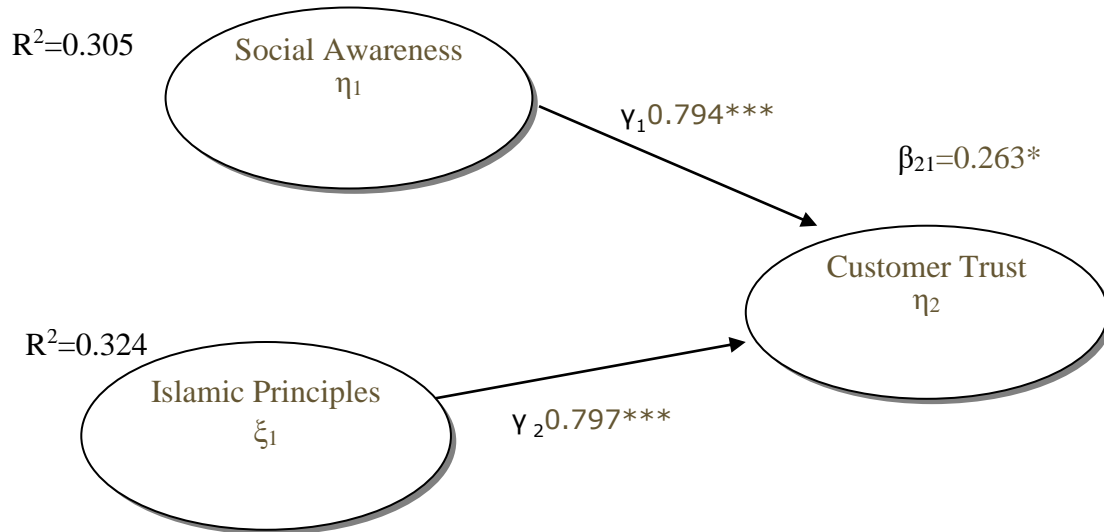 R²=0.305
Social Awareness
η₁
γ₁0.794***
β₂₁=0.263*
Customer Trust
η₂
R²=0.324
Islamic Principles
ξ₁
γ ₂0.797***